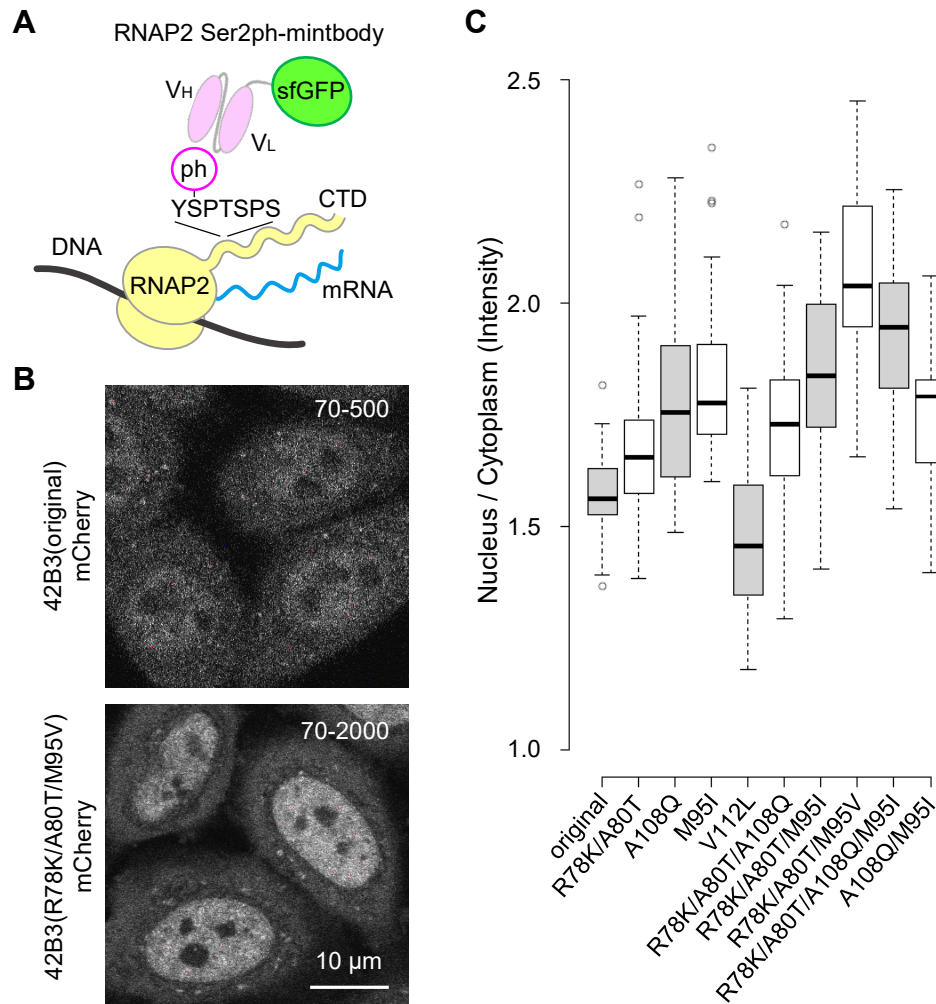 A
RNAP2 Ser2ph-mintbody
VH
sfGFP
VL
ph
YSPTSPS
CTD
DNA
RNAP2
mRNA
B
70-500
42B3(original)
mCherry
70-2000
42B3(R78K/A80T/M95V)
mCherry
10 µm
C
Nucleus / Cytoplasm (Intensity)
2.5
2.0
1.5
1.0
original
R78K/A80T
A108Q
M95I
V112L
R78K/A80T/A108Q
R78K/A80T/M95I
R78K/A80T/M95V
R78K/A80T/A108Q/M95I
A108Q/M95I